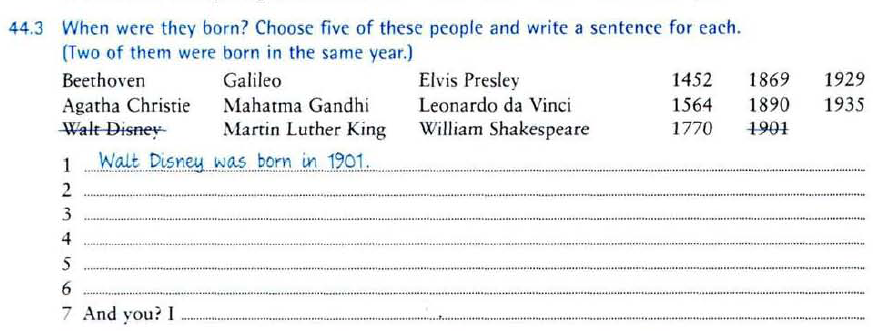 44.3 When were they born? Choose five of these people and write a sentence for each.
(Two of them were born in the same year.)
Beethoven Galileo Elvis Presley 1452 1869 1929
Agatha Christie Mahatma Gandhi Leonardo da Vinci 1564 1890 1935
Walt Disney Martin Luther King William Shakespeare 1770 1901
1 Walt Disney was born in 1901.
2
3
4
5
6
7 And you? I